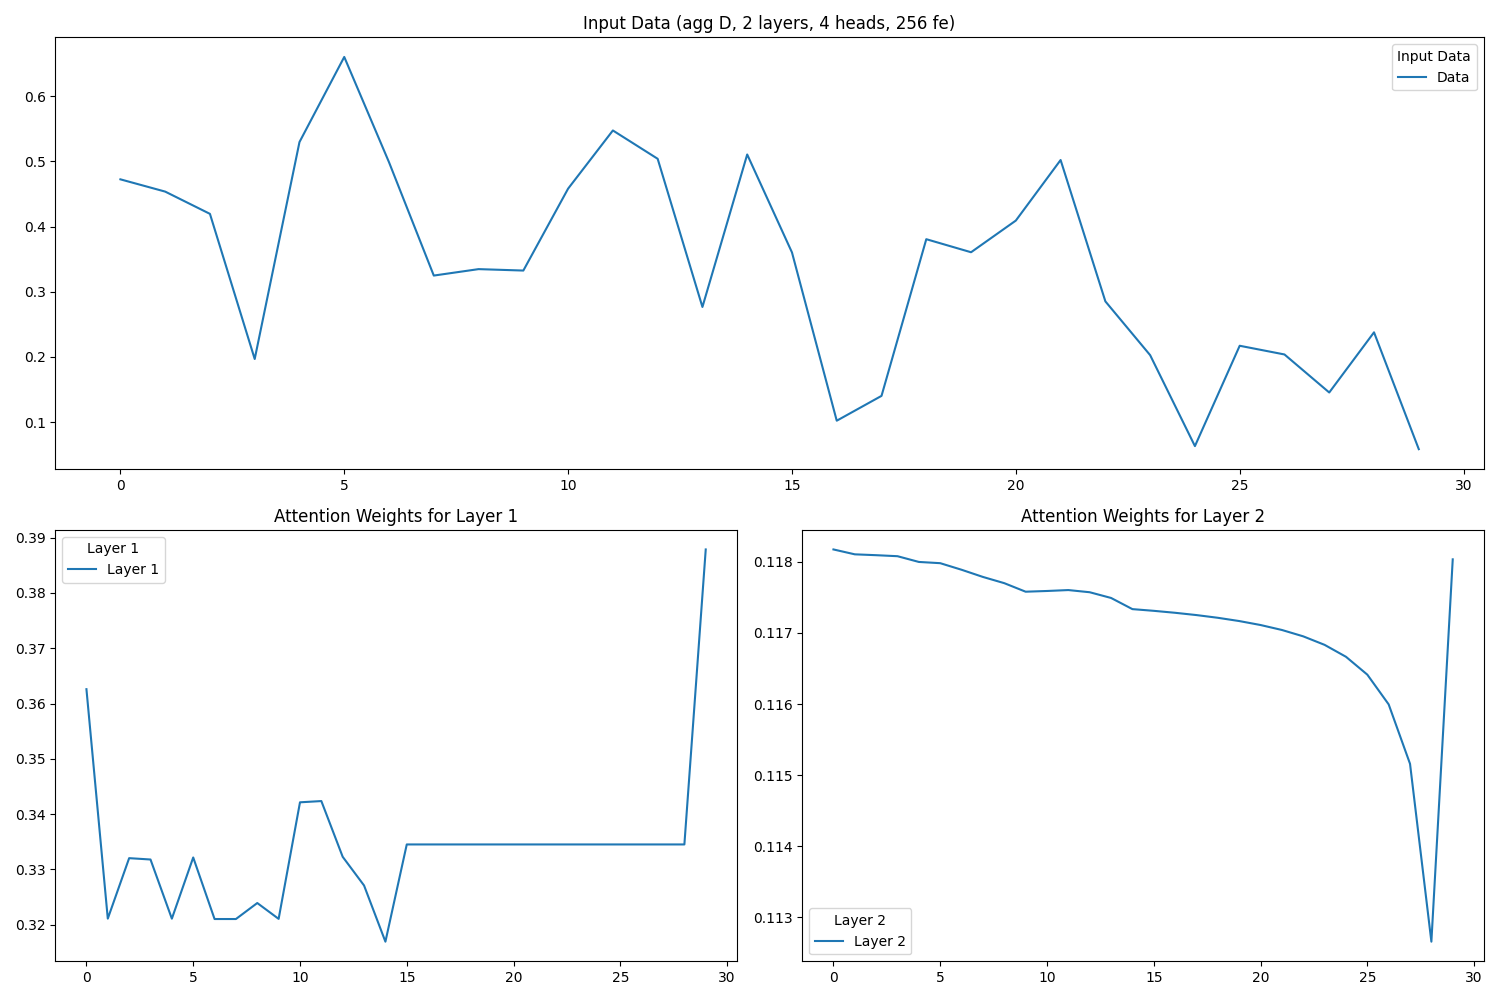 Input Data (agg D, 2 layers, 4 heads, 256 fe)
Input Data
Data
0.6
0.5
0.4
0.3
0.2
0.1
0 5 10 15 20 25 30
Attention Weights for Layer 1
Layer 1
Layer 1
0.39
0.38
0.37
0.36
0.35
0.34
0.33
0.32
0 5 10 15 20 25 30
Attention Weights for Layer 2
0.118
0.117
0.116
0.115
0.114
0.113
Layer 2
Layer 2
0 5 10 15 20 25 30